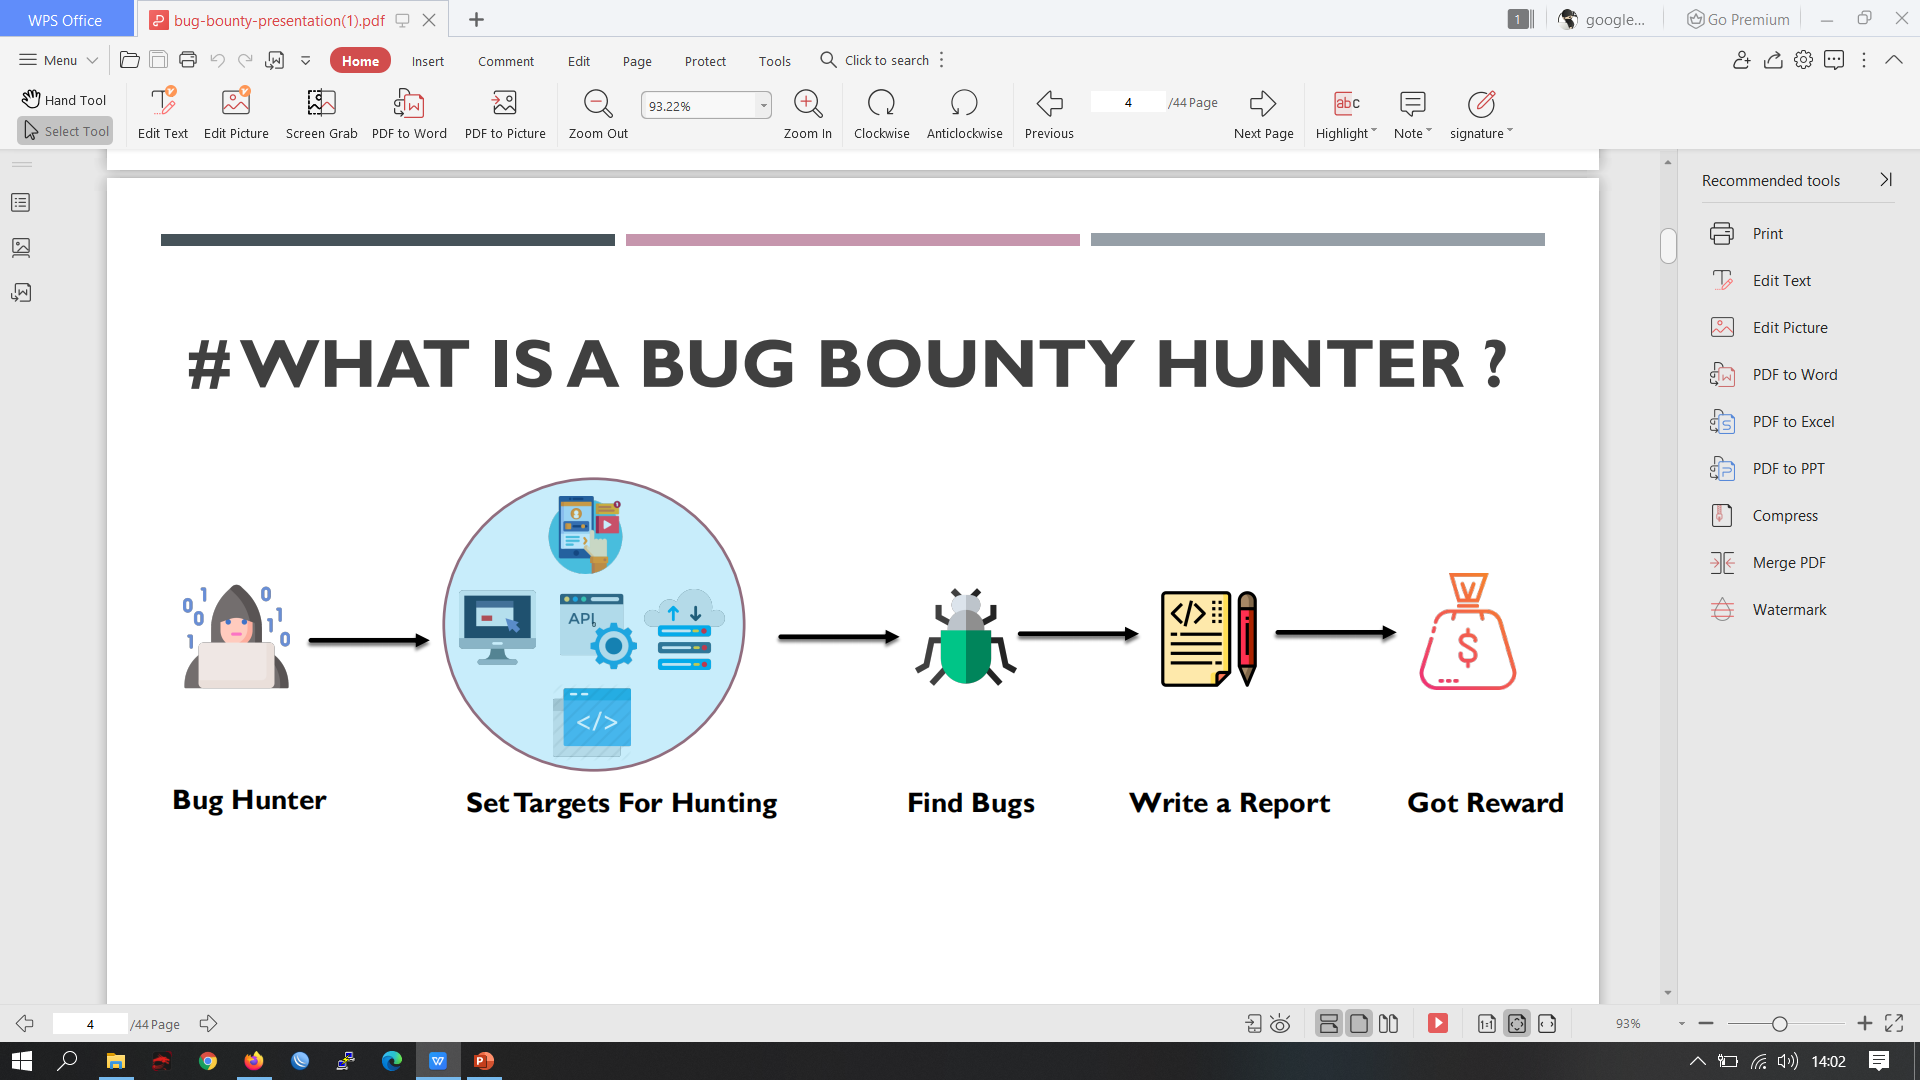 WPS Office
bug-bounty-presentation(1).pdf
1
google...
Go Premium
Menu
Home
Insert
Comment
Edit
Page
Protect
Tools
Click to search
Hand Tool
Select Tool
Edit Text
Edit Picture
Screen Grab
PDF to Word
PDF to Picture
Zoom Out
93.22%
Zoom In
Clockwise
Anticlockwise
Previous
4
/44 Page
Next Page
abc
Highlight
Note
signature
Recommended tools
Print
Edit Text
Edit Picture
PDF to Word
PDF to Excel
PDF to PPT
Compress
Merge PDF
Watermark
# WHAT IS A BUG BOUNTY HUNTER ?
API
</>
</>
$
Bug Hunter
Set Targets For Hunting
Find Bugs
Write a Report
Got Reward
4
/44 Page
1:1
93%
14:02